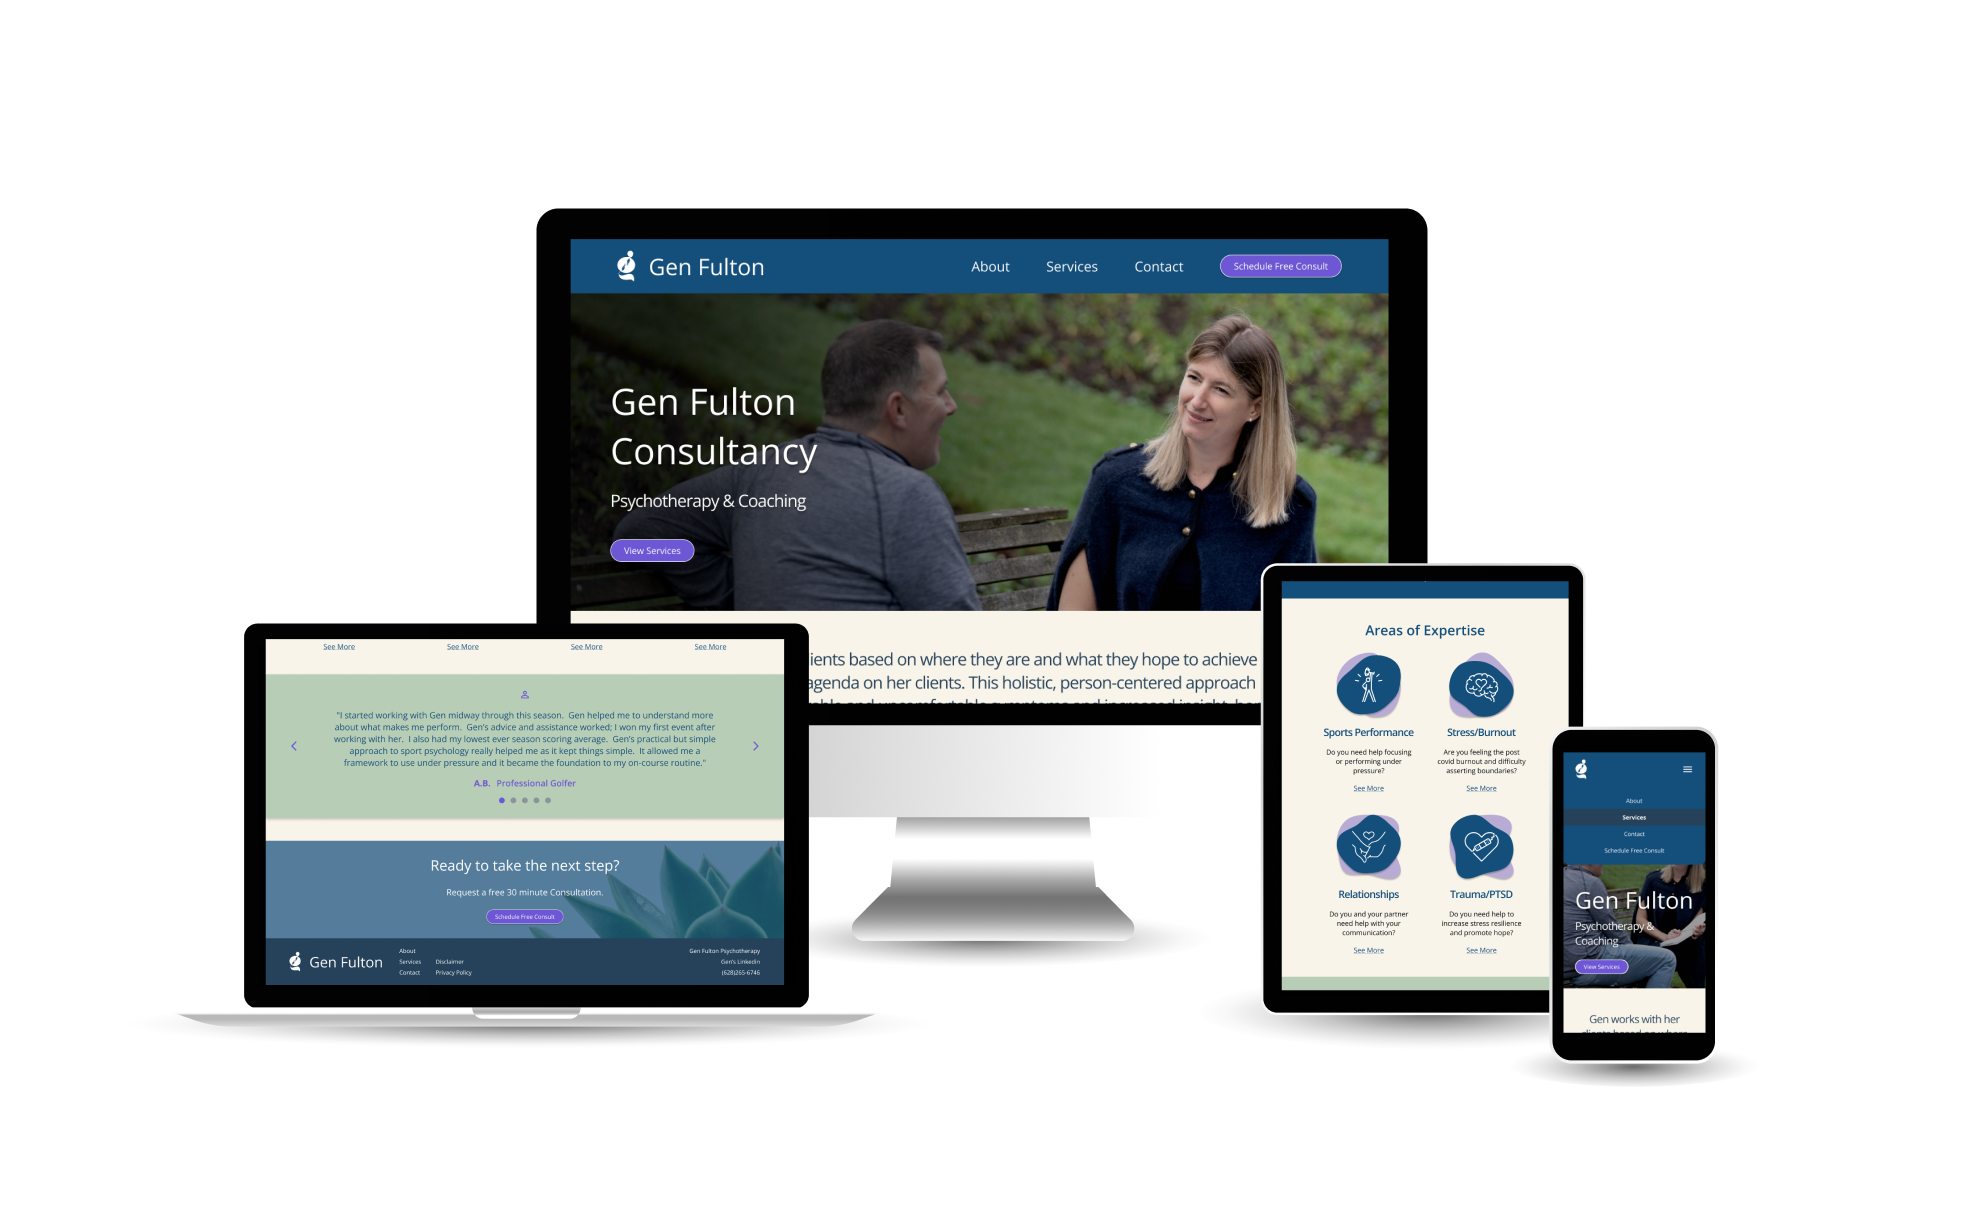 Gen Fulton
About Services Contact Schedule Free Consult
Gen Fulton
Consultancy
Psychotherapy & Coaching
View Services
based on where they are and what they hope to achieve
agenda on her clients. This holistic, person-centered approach
and uncomfortable symptoms and increased insight,
See More See More See More See More
"I started working with Gen midway through this season. Gen helped me to understand more
about what makes me perform. Gen's advice and assistance worked; I won my first event after
working with her. I also had my lowest ever season scoring average. Gen's practical but simple
approach to sport psychology really helped me as it kept things simple. It allowed me a
framework to use under pressure and it became the foundation to my on-course routine."
A.B. Professional Golfer
Ready to take the next step?
Request a free 30 minute Consultation.
Schedule Free Consult
Gen Fulton
About
Services Disclaimer
Contact Privacy Policy
Gen Fulton Psychotherapy
Gen's Linkedin
(628)265-6746
Areas of Expertise
Sports Performance
Do you need help focusing
or performing under
pressure?
See More
Stress/Burnout
Are you feeling the post
covid burnout and difficulty
asserting boundaries?
See More
Relationships
Do you and your partner
need help with your
communication?
See More
Trauma/PTSD
Do you need help to
increase stress resilience
and promote hope?
See More
About
Services
Contact
Schedule Free Consult
Gen Fulton
Psychotherapy &
Coaching
View Services
Gen works with her
clients based on where